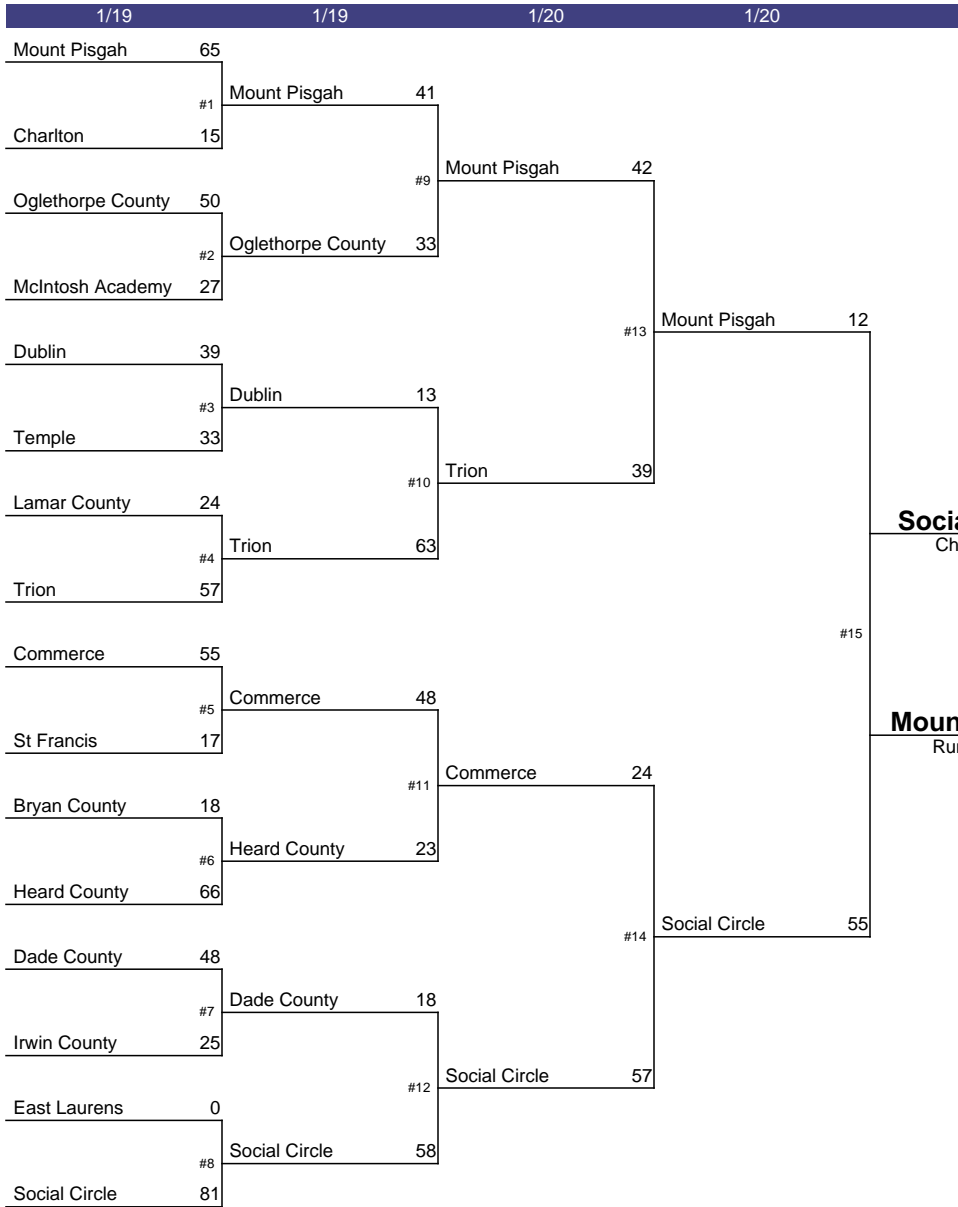 1/19 1/19 1/20 1/20
Mount Pisgah 65
#1 Mount Pisgah 41
Charlton 15
#9 Mount Pisgah 42
Oglethorpe County 50
#2 Oglethorpe County 33
McIntosh Academy 27
#13 Mount Pisgah 12
Dublin 39
#3 Dublin 13
Temple 33
#10 Trion 39
Lamar County 24
#4 Trion 63
Trion 57
Socia
Ch
#15
Commerce 55
#5 Commerce 48
St Francis 17
Moun
Ru
#11 Commerce 24
Bryan County 18
#6 Heard County 23
Heard County 66
#14 Social Circle 55
Dade County 48
#7 Dade County 18
Irwin County 25
#12 Social Circle 57
East Laurens 0
#8 Social Circle 58
Social Circle 81